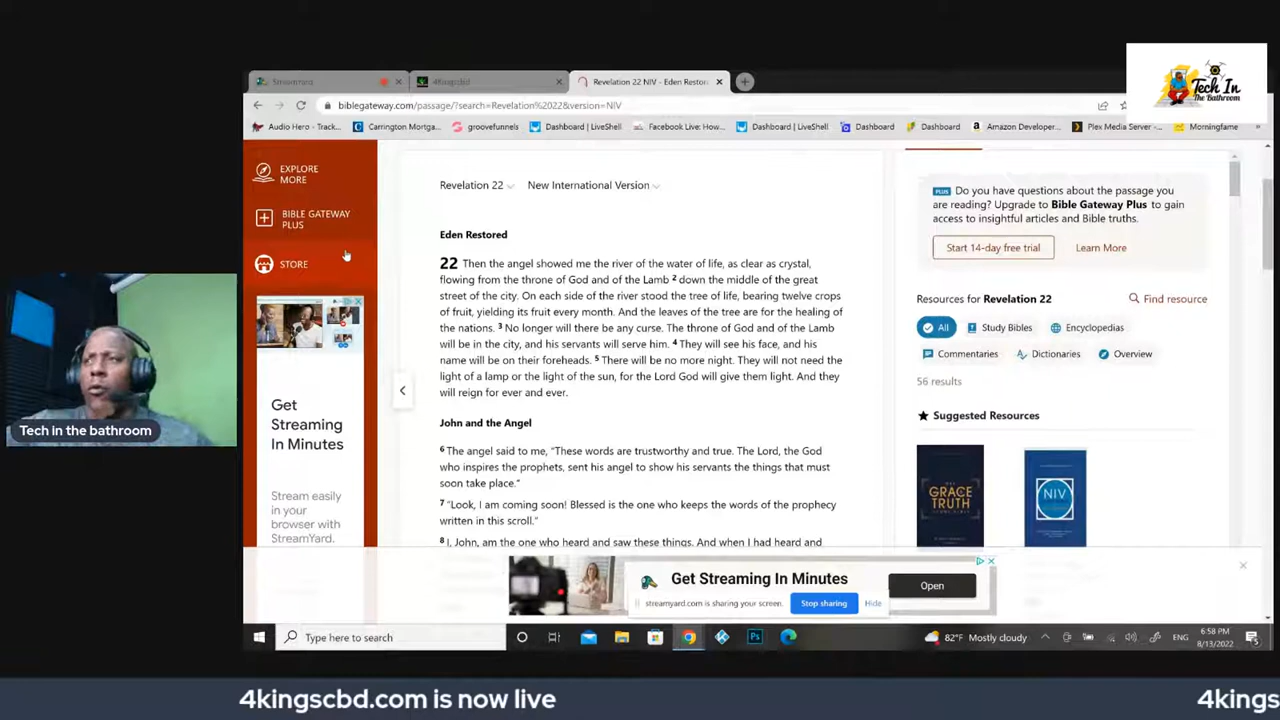 Tech In
The Bathroom
Streamyard
4Kingscbd
Revelation 22 NIV - Eden Resto
biblegateway.com/passage/?search=Revelation%2022&version=NIV
Audio Hero - Track...
Carrington Mortga...
groovefunnels
Dashboard | LiveShell
Facebook Live: How...
Dashboard | LiveShell
Dashboard
Dashboard
Amazon Developer...
Plex Media Server -...
Morningfame
EXPLORE
MORE
BIBLE GATEWAY
PLUS
STORE
Get
Streaming
In Minutes
Stream easily
in your
browser with
StreamYard.
Revelation 22
New International Version
Eden Restored
22 Then the angel showed me the river of the water of life, as clear as crystal,
flowing from the throne of God and of the Lamb 2 down the middle of the great
street of the city. On each side of the river stood the tree of life, bearing twelve crops
of fruit, yielding its fruit every month. And the leaves of the tree are for the healing of
the nations. 3 No longer will there be any curse. The throne of God and of the Lamb
will be in the city, and his servants will serve him. 4 They will see his face, and his
name will be on their foreheads. 5 There will be no more night. They will not need the
light of a lamp or the light of the sun, for the Lord God will give them light. And they
will reign for ever and ever.
John and the Angel
6 The angel said to me, “These words are trustworthy and true. The Lord, the God
who inspires the prophets, sent his angel to show his servants the things that must
soon take place.”
7 “Look, I am coming soon! Blessed is the one who keeps the words of the prophecy
written in this scroll.”
8 I, John, am the one who heard and saw these things. And when I had heard and
PLUS Do you have questions about the passage you
are reading? Upgrade to Bible Gateway Plus to gain
access to insightful articles and Bible truths.
Start 14-day free trial
Learn More
Resources for Revelation 22
Find resource
All
Study Bibles
Encyclopedias
Commentaries
Dictionaries
Overview
56 results
Suggested Resources
GRACE
TRUTH
NIV
Get Streaming In Minutes
Open
streamyard.com is sharing your screen.
Stop sharing
Hide
Type here to search
Ps
82°F Mostly cloudy
ENG
6:58 PM
8/13/2022
Tech in the bathroom
4kingscbd.com is now live
4kings